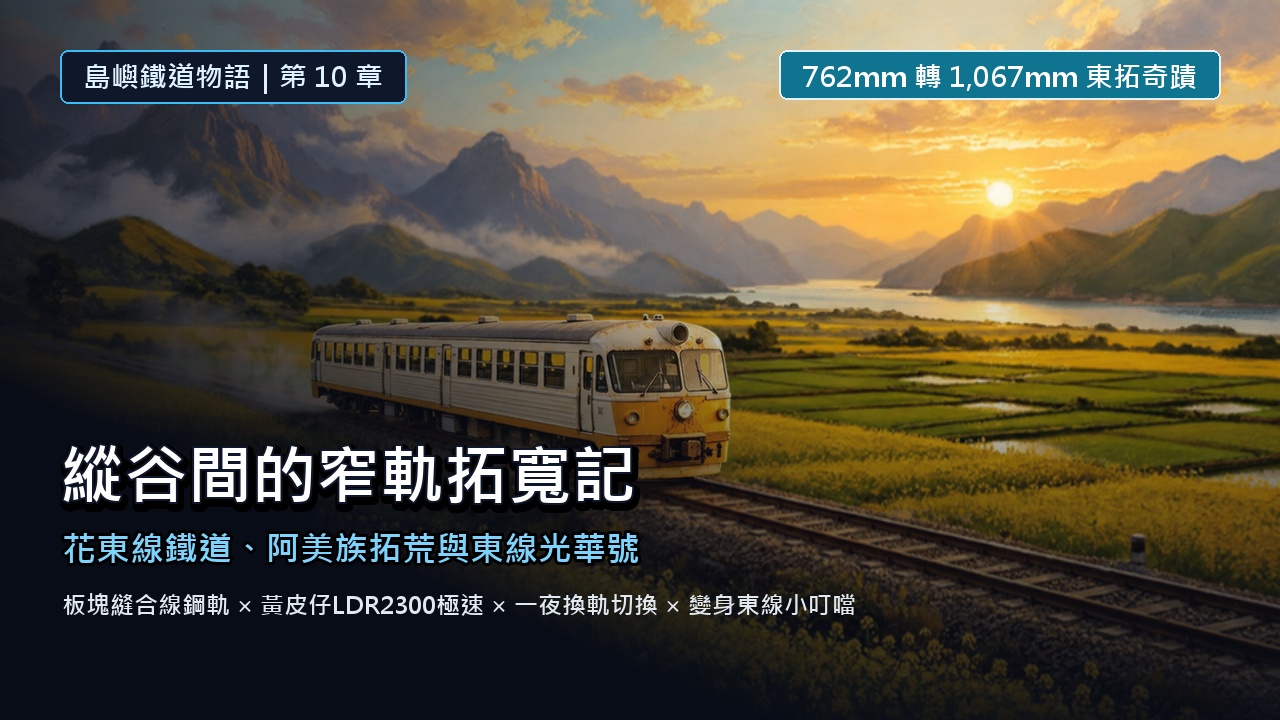 島嶼鐵道物語 | 第 10 章
762mm 轉 1,067mm 東拓奇蹟
縱谷間的窄軌拓寬記
花東線鐵道、阿美族拓荒與東線光華號
板塊縫合線鋼軌 × 黃皮仔LDR2300極速 × 一夜換軌切換 × 變身東線小叮噹